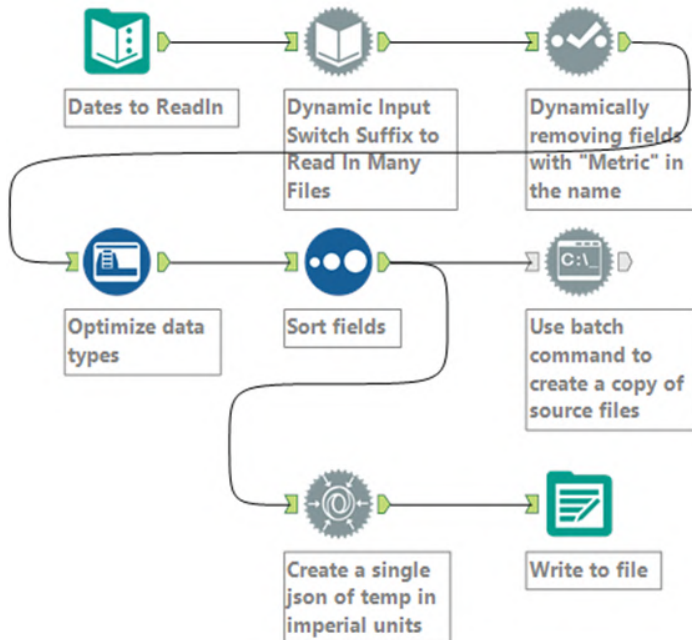 Dates to ReadIn
Dynamic Input
Switch Suffix to
Read In Many
Files
Dynamically
removing fields
with "Metric" in
the name
Optimize data
types
Sort fields
C:\_
Use batch
command to
create a copy of
source files
Create a single
json of temp in
imperial units
Write to file